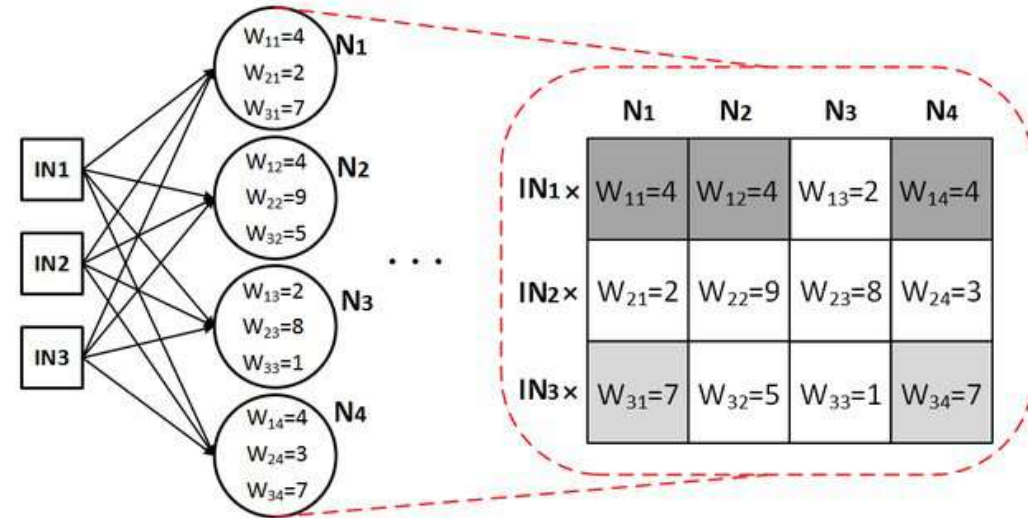 W₁₁=4
W₂₁=2
W₃₁=7
N1
IN1
IN2
IN3
W₁₂=4
W₂₂=9
W₃₂=5
N2
W₁₃=2
W₂₃=8
W₃₃=1
N3
W₁₄=4
W₂₄=3
W₃₄=7
N4
. . .
N₁ N₂ N₃ N₄
IN₁× W₁₁=4 W₁₂=4 W₁₃=2 W₁₄=4
IN₂× W₂₁=2 W₂₂=9 W₂₃=8 W₂₄=3
IN₃× W₃₁=7 W₃₂=5 W₃₃=1 W₃₄=7